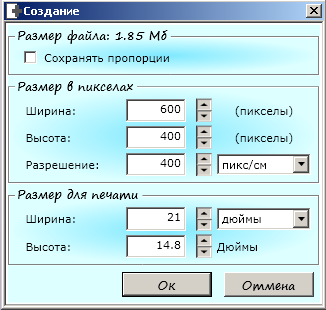 Создание
Размер файла: 1.85 Мб
Сохранять пропорции
Размер в пикселах
Ширина: 600 (пикселы)
Высота: 400 (пикселы)
Разрешение: 400 пикс/см
Размер для печати
Ширина: 21 дюймы
Высота: 14.8 Дюймы
Ок Отмена